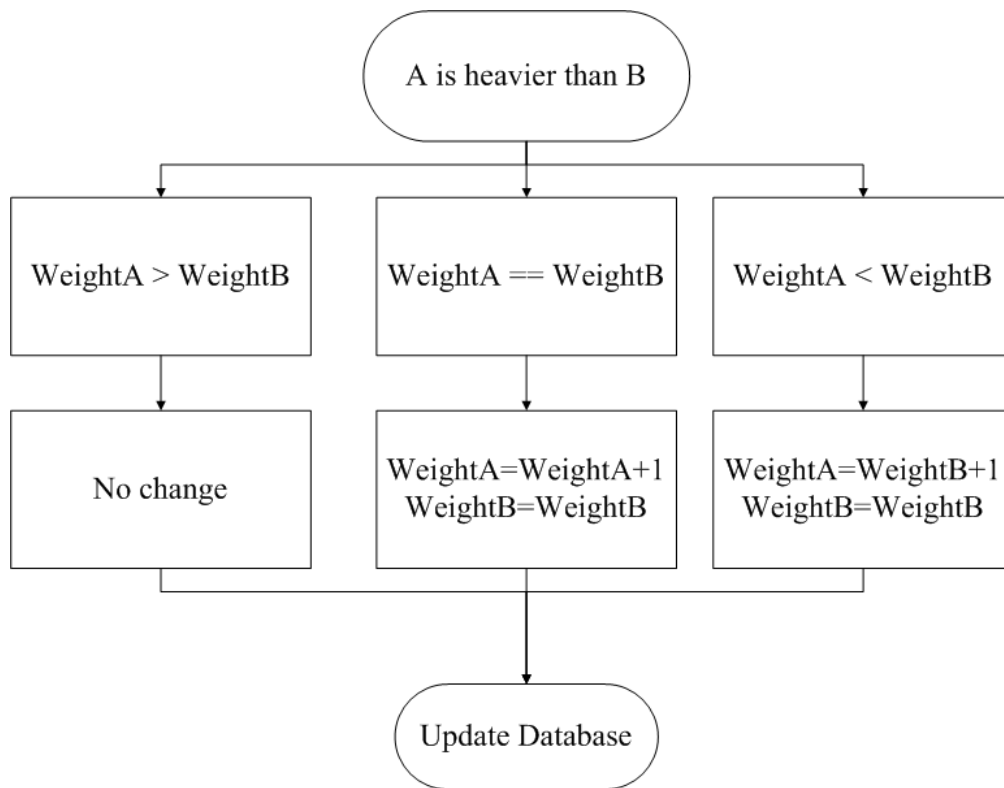 A is heavier than B
WeightA > WeightB
WeightA == WeightB
WeightA < WeightB
No change
WeightA=WeightA+1
WeightB=WeightB
WeightA=WeightB+1
WeightB=WeightB
Update Database